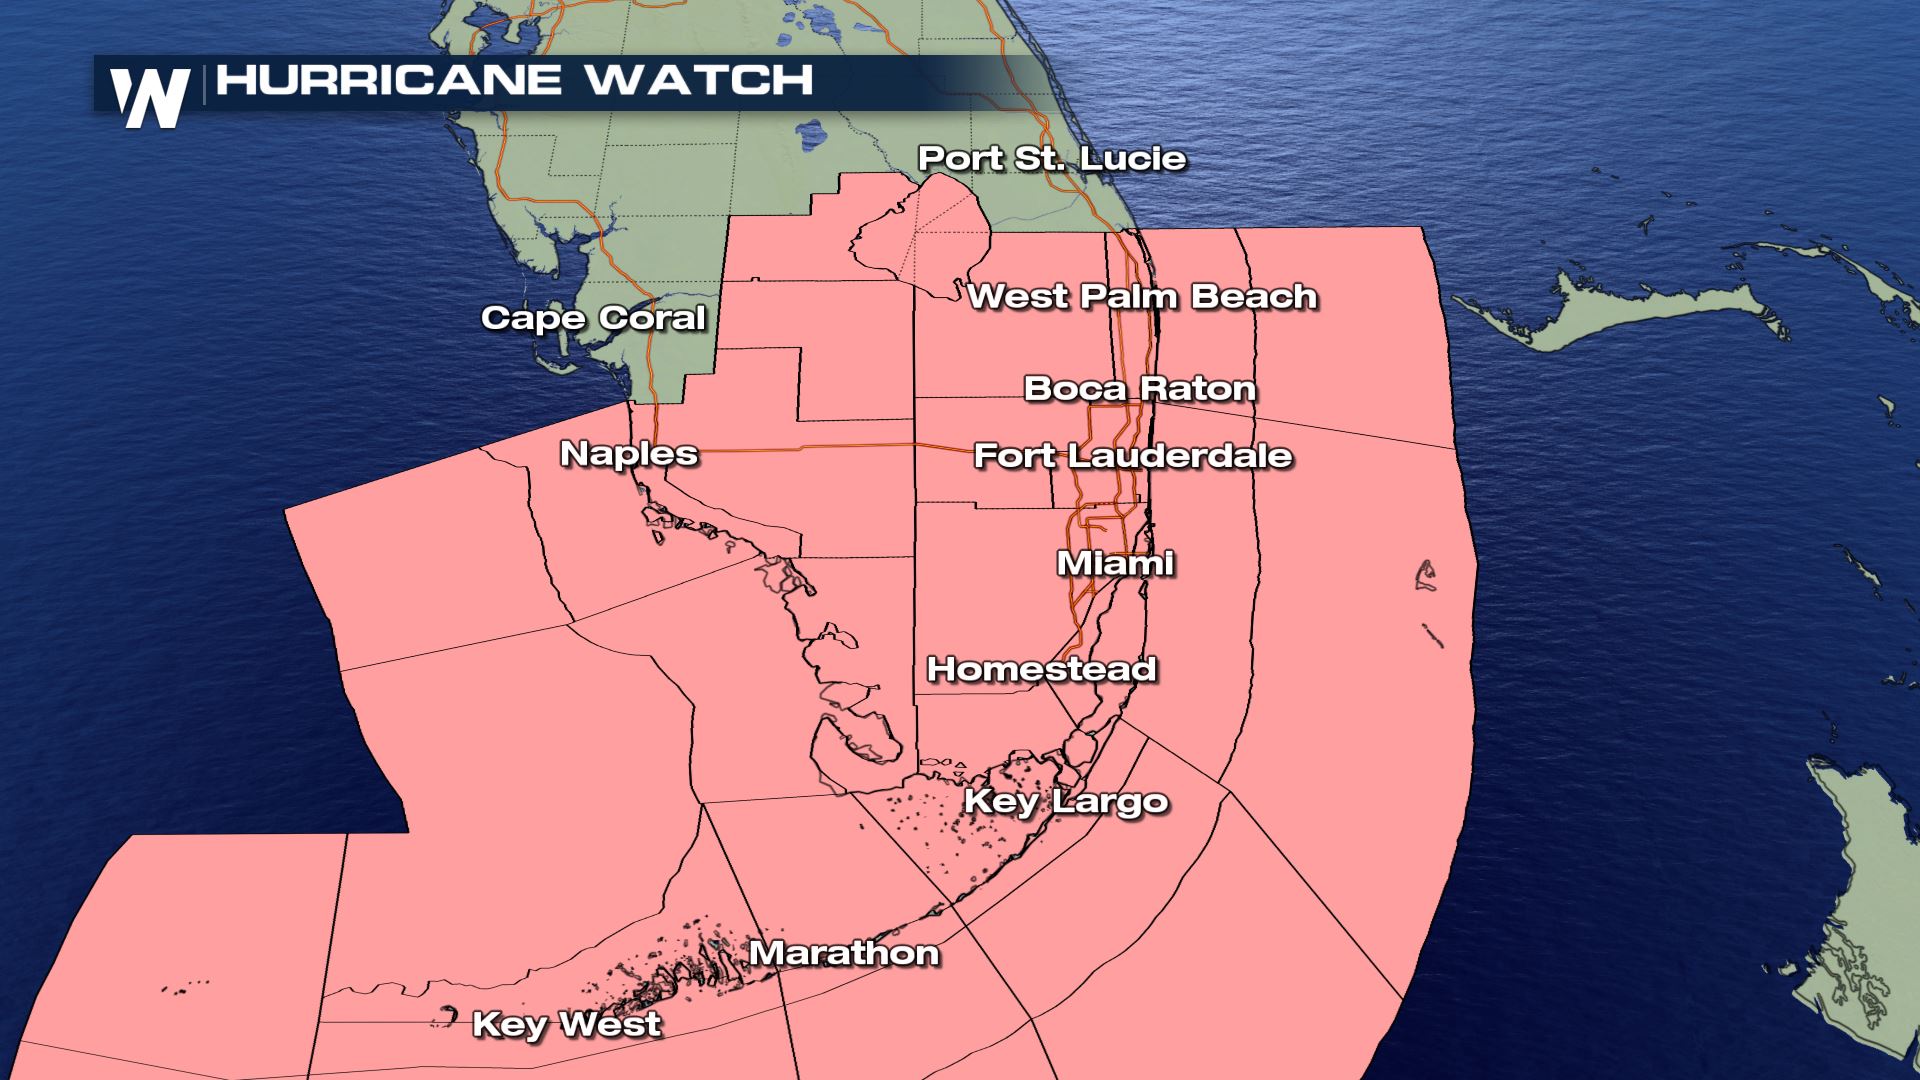 W HURRICANE WATCH
Port St. Lucie
West Palm Beach
Cape Coral
Boca Raton
Naples
Fort Lauderdale
Miami
Homestead
Key Largo
Marathon
Key West